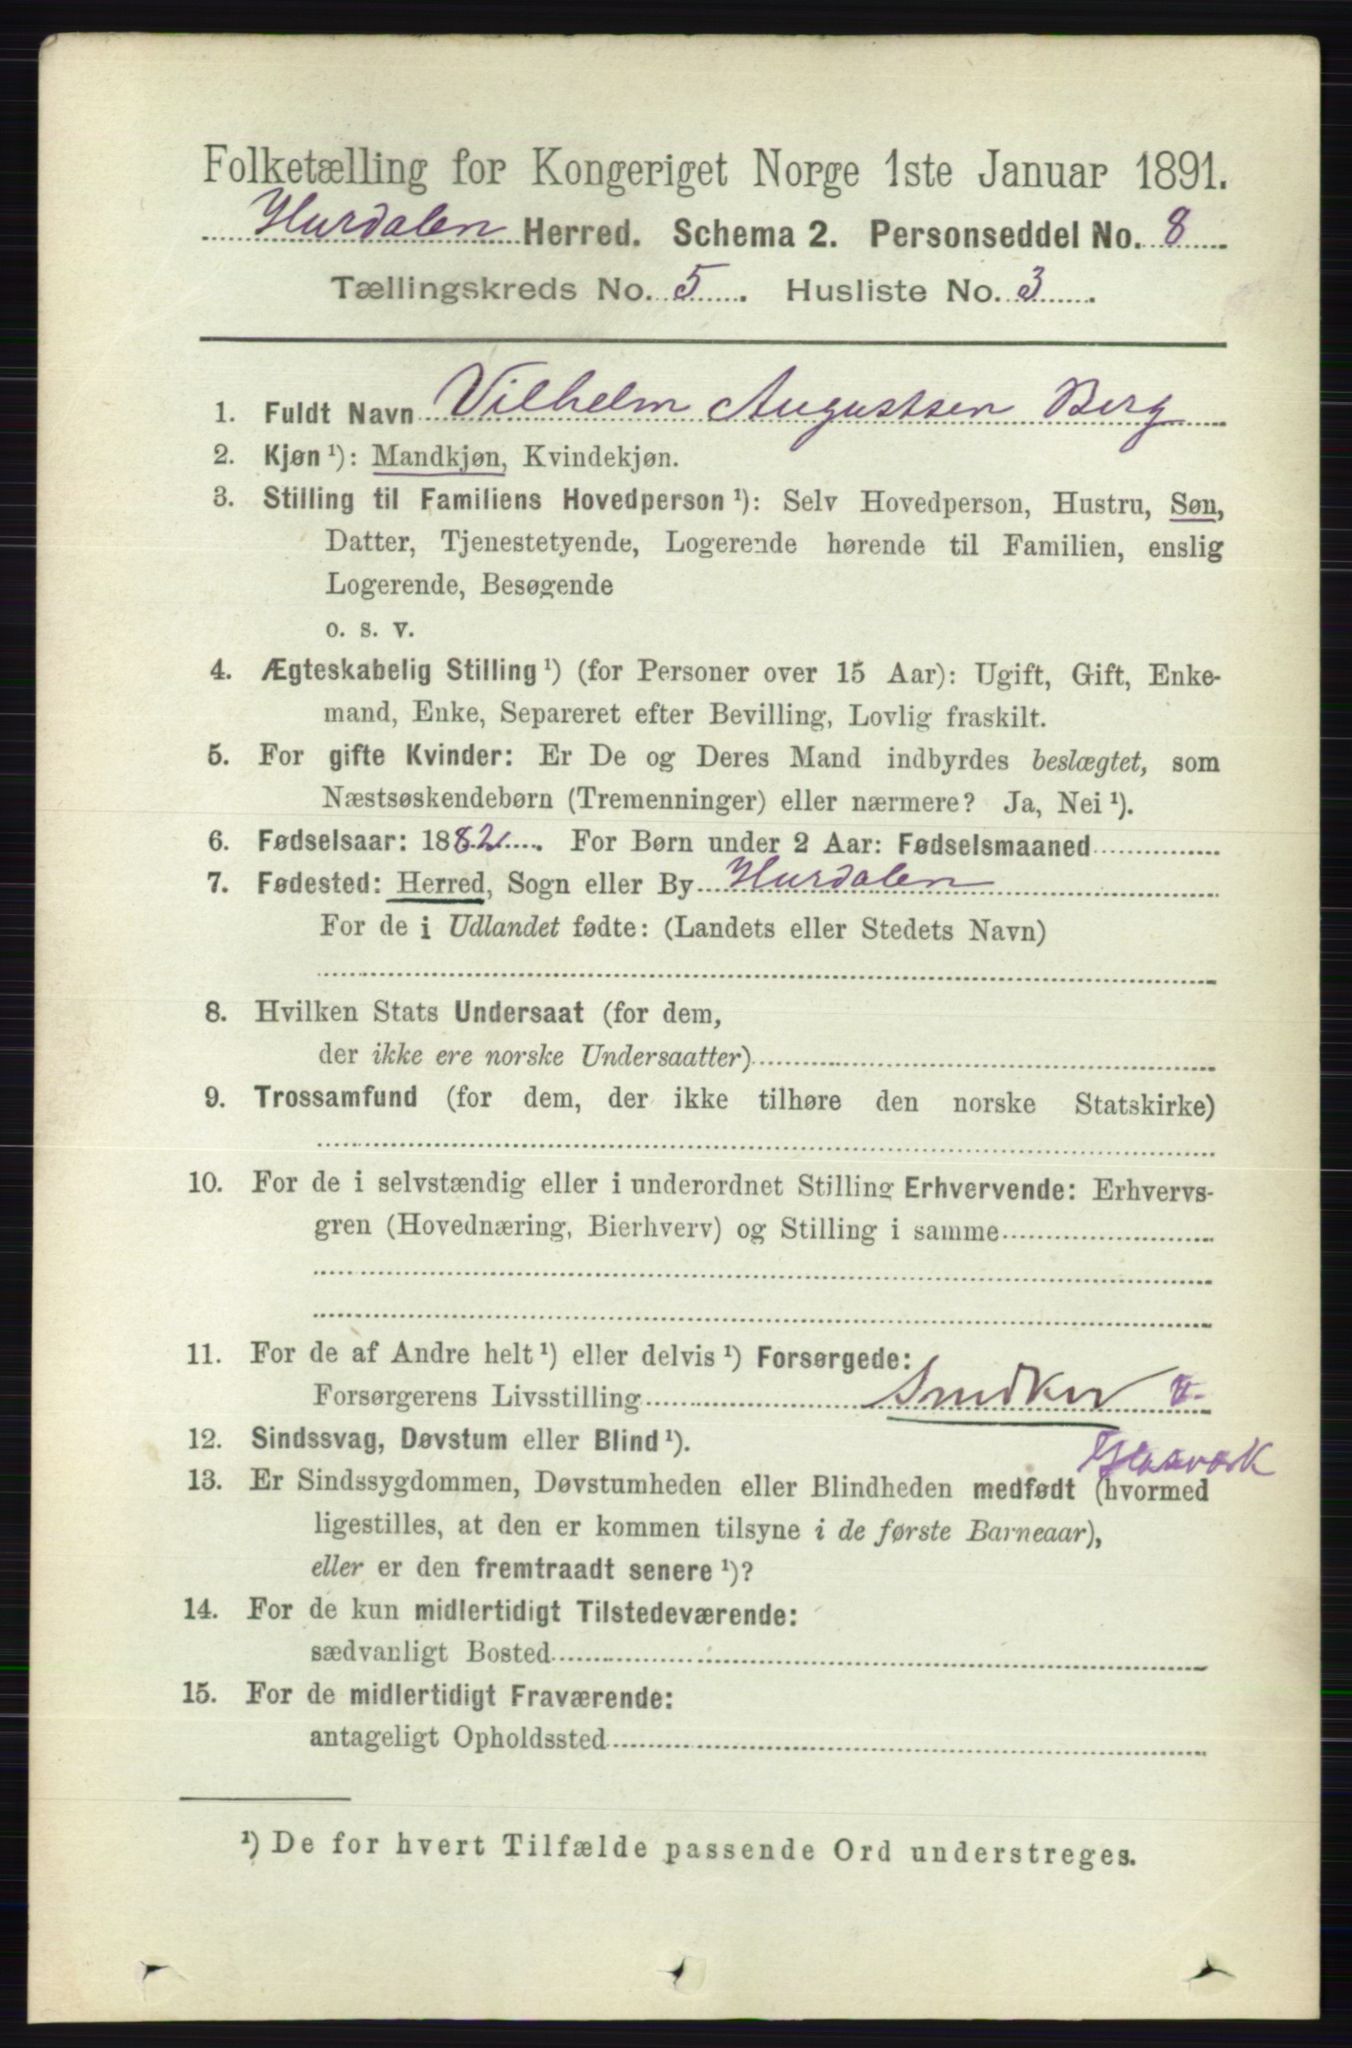 Folketælling for Kongeriget Norge 1ste Januar 1891.
Hurdalen Herred. Schema 2. Personseddel No. 8
Tællingskreds No. 5. Husliste No. 3.
1. Fuldt Navn Vilhelm Augustsen Berg
2. Kjøn ¹): Mandkjøn, Kvindekjøn.
3. Stilling til Familiens Hovedperson ¹): Selv Hovedperson, Hustru, Søn,
Datter, Tjenestetyende, Logerende hørende til Familien, enslig
Logerende, Besøgende
o. s. v.
4. Ægteskabelig Stilling ¹) (for Personer over 15 Aar): Ugift, Gift, Enke-
mand, Enke, Separeret efter Bevilling, Lovlig fraskilt.
5. For gifte Kvinder: Er De og Deres Mand indbyrdes beslægtet, som
Næstsøskendebørn (Tremenninger) eller nærmere? Ja, Nei ¹).
6. Fødselsaar: 1882. For Børn under 2 Aar: Fødselsmaaned
7. Fødested: Herred, Sogn eller By Hurdalen
For de i Udlandet fødte: (Landets eller Stedets Navn)
8. Hvilken Stats Undersaat (for dem,
der ikke ere norske Undersaatter)
9. Trossamfund (for dem, der ikke tilhøre den norske Statskirke)
10. For de i selvstændig eller i underordnet Stilling Erhvervende: Erhvervs-
gren (Hovednæring, Bierhverv) og Stilling i samme
11. For de af Andre helt ¹) eller delvis ¹) Forsørgede:
Forsørgerens Livsstilling Snedker
12. Sindssvag, Døvstum eller Blind ¹).
Glasværk
13. Er Sindssygdommen, Døvstumheden eller Blindheden medfødt (hvormed
ligestilles, at den er kommen tilsyne i de første Barneaar),
eller er den fremtraadt senere ¹)?
14. For de kun midlertidigt Tilstedeværende:
sædvanligt Bosted
15. For de midlertidigt Fraværende:
antageligt Opholdssted
¹) De for hvert Tilfælde passende Ord understreges.